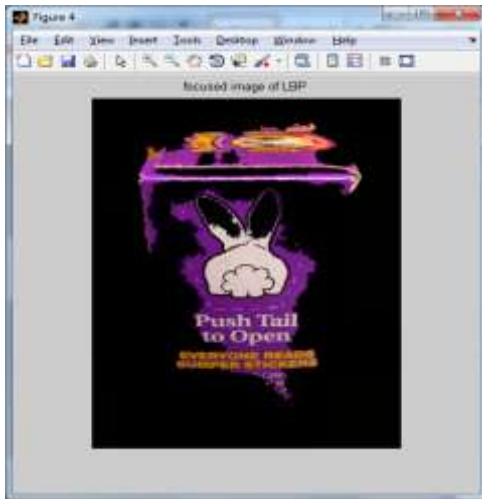 Figure 4
File Edit View Insert Tools Desktop Window Help
focused image of LBP
Push Tail
to Open
EVERYONE READS
BUMPER STICKERS